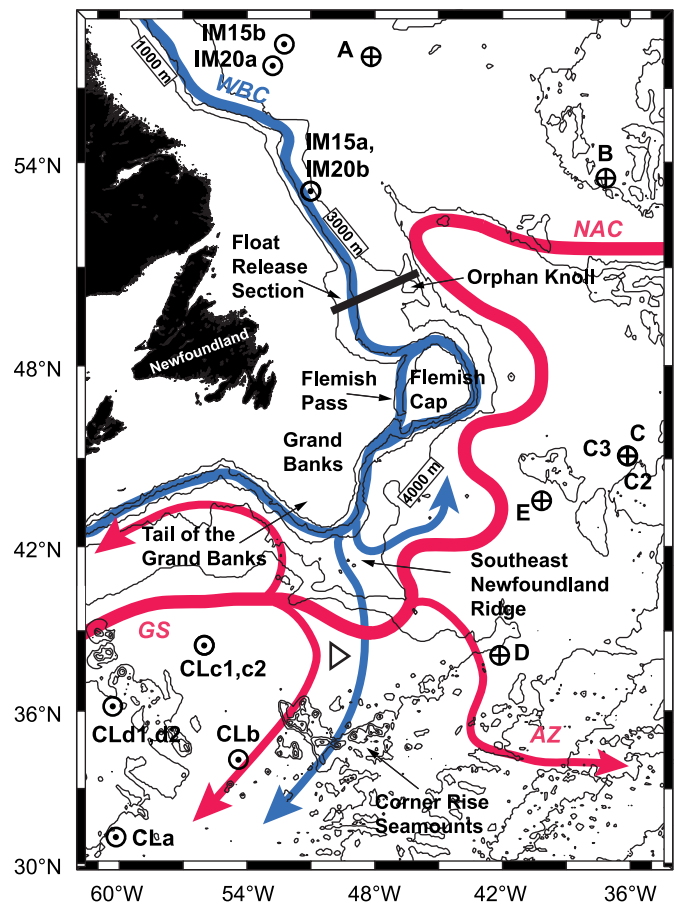 IM15b
IM20a
A
1000 m
WBC
54°N
IM15a,
IM20b
B
3000 m
NAC
Float
Release
Section
Orphan Knoll
Newfoundland
48°N
Flemish
Pass
Flemish
Cap
Grand
Banks
4000 m
C3
C
C2
E
42°N
Tail of the
Grand Banks
Southeast
Newfoundland
Ridge
GS
CLc1,c2
D
36°N
CLd1,d2
CLb
AZ
Corner Rise
Seamounts
CLa
30°N
60°W
54°W
48°W
42°W
36°W